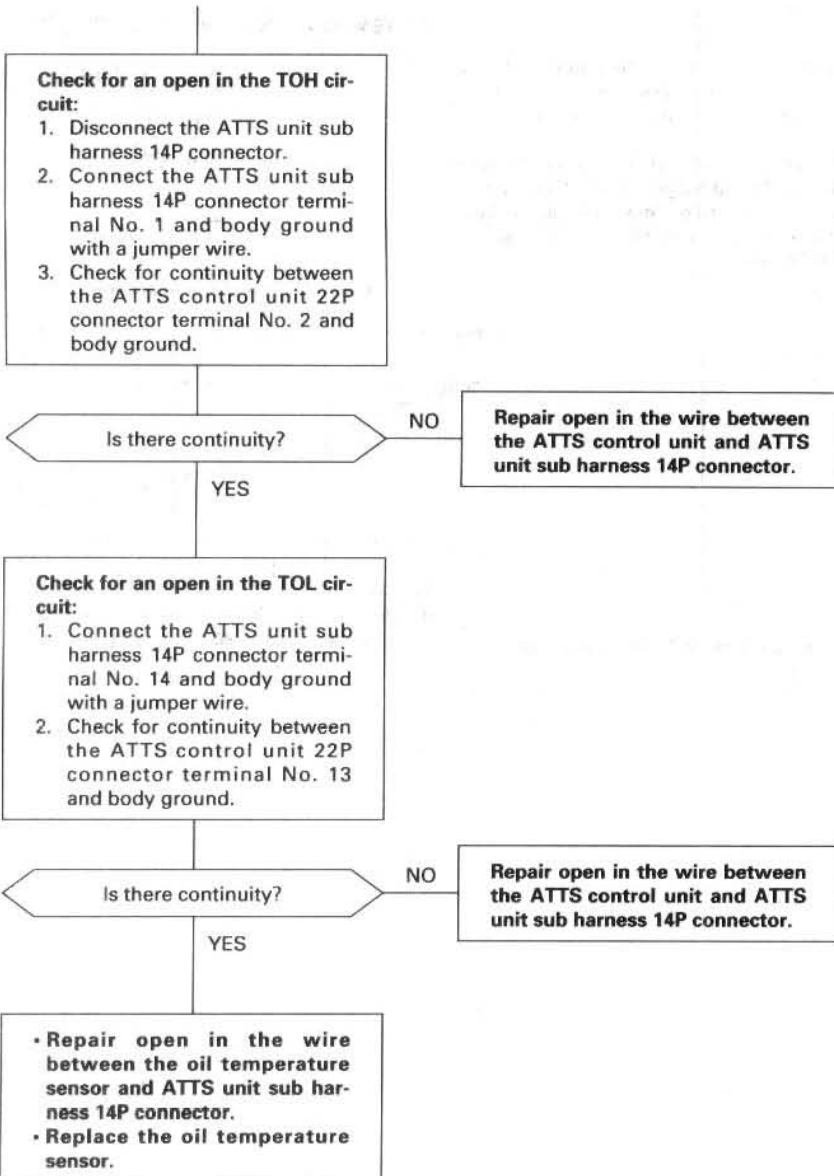 Check for an open in the TOH cir-
cuit:
1. Disconnect the ATTS unit sub
harness 14P connector.
2. Connect the ATTS unit sub
harness 14P connector termi-
nal No. 1 and body ground
with a jumper wire.
3. Check for continuity between
the ATTS control unit 22P
connector terminal No. 2 and
body ground.
Is there continuity?
NO
Repair open in the wire between
the ATTS control unit and ATTS
unit sub harness 14P connector.
YES
Check for an open in the TOL cir-
cuit:
1. Connect the ATTS unit sub
harness 14P connector termi-
nal No. 14 and body ground
with a jumper wire.
2. Check for continuity between
the ATTS control unit 22P
connector terminal No. 13
and body ground.
Is there continuity?
NO
Repair open in the wire between
the ATTS control unit and ATTS
unit sub harness 14P connector.
YES
• Repair open in the wire
between the oil temperature
sensor and ATTS unit sub har-
ness 14P connector.
• Replace the oil temperature
sensor.